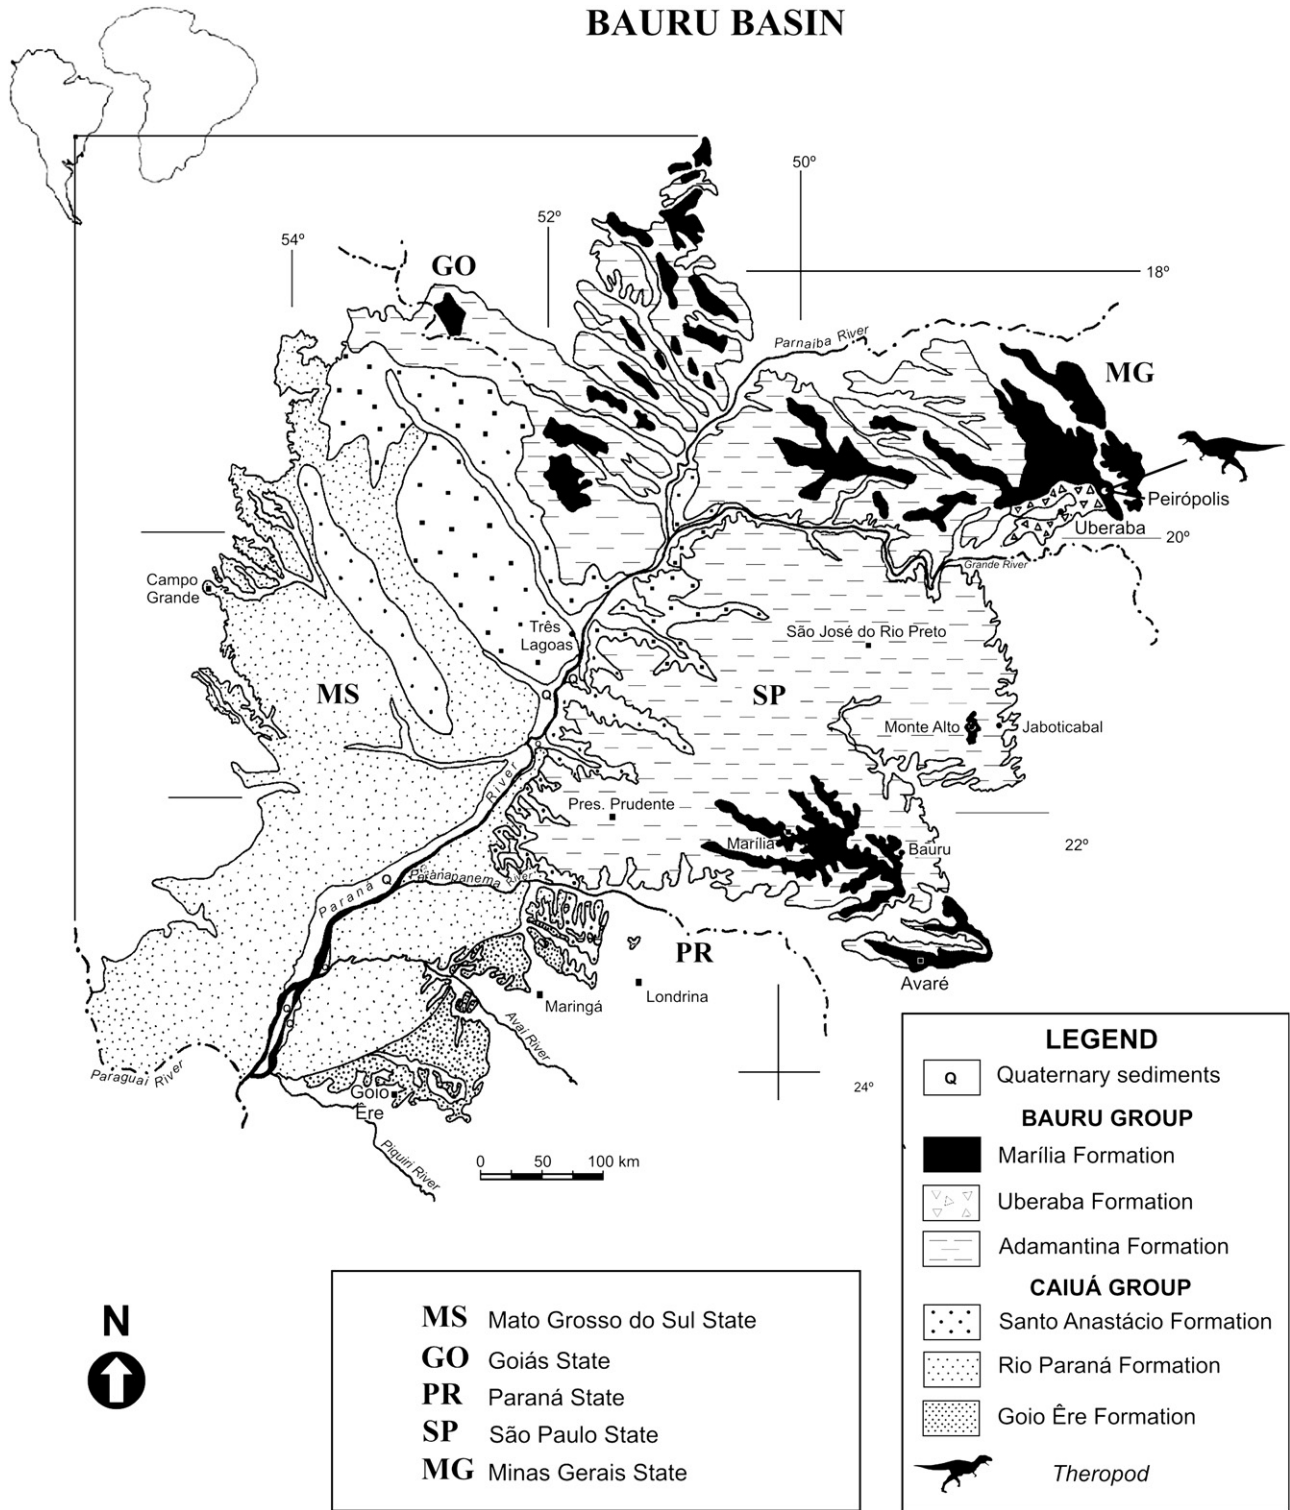 BAURU BASIN
50º
52º
54º
GO
18º
Parnaiba River
MG
Peirópolis
Uberaba
20º
Grande River
Campo
Grande
Três
Lagoas
São José do Rio Preto
MS
SP
Q
Q
Monte Alto
Jaboticabal
Q
River
Pres. Prudente
Marília
Bauru
22º
Paraná
Q
Paranapanema River
PR
Avaré
Maringá
Londrina
Q
Q
Q
Avaí River
Paraguai River
24º
Goio
Êre
Piquiri River
0 50 100 km
LEGEND
Q Quaternary sediments
BAURU GROUP
Marília Formation
Uberaba Formation
Adamantina Formation
CAIUÁ GROUP
Santo Anastácio Formation
Rio Paraná Formation
Goio Êre Formation
Theropod
N
MS Mato Grosso do Sul State
GO Goiás State
PR Paraná State
SP São Paulo State
MG Minas Gerais State